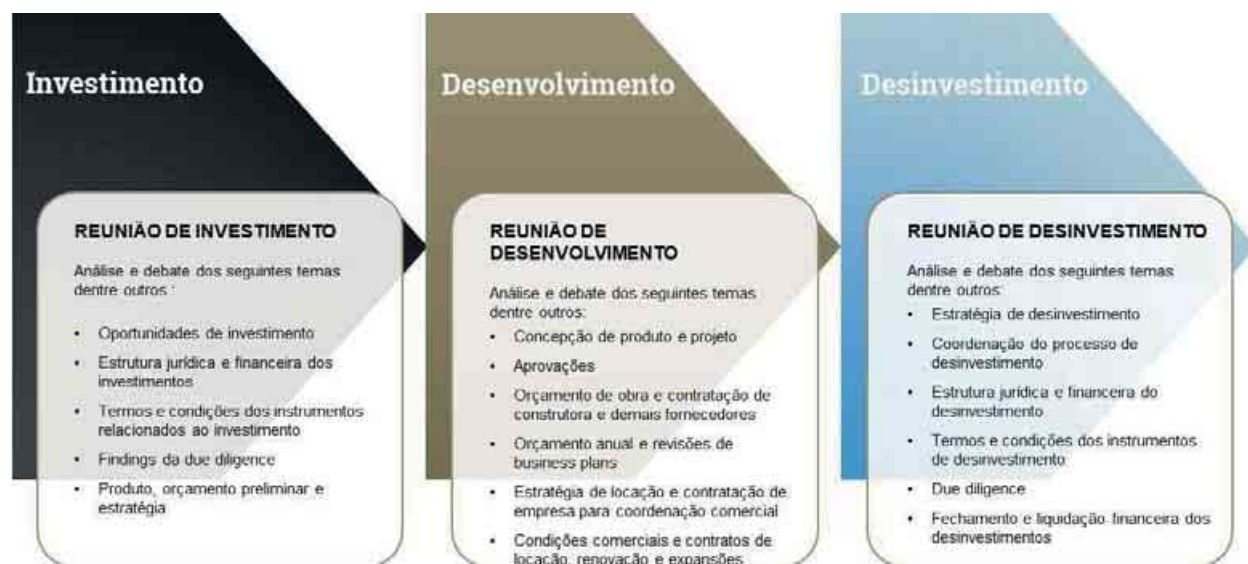 Investimento
REUNIÃO DE INVESTIMENTO
Análise e debate dos seguintes temas
dentre outros :
• Oportunidades de investimento
• Estrutura jurídica e financeira dos
investimentos
• Termos e condições dos instrumentos
relacionados ao investimento
• Findings da due diligence
• Produto, orçamento preliminar e
estratégia
Desenvolvimento
REUNIÃO DE
DESENVOLVIMENTO
Análise e debate dos seguintes temas
dentre outros:
• Concepção de produto e projeto
• Aprovações
• Orçamento de obra e contratação de
construtora e demais fornecedores
• Orçamento anual e revisões de
business plans
• Estratégia de locação e contratação de
empresa para coordenação comercial
• Condições comerciais e contratos de
locação, renovação e expansões
Desinvestimento
REUNIÃO DE DESINVESTIMENTO
Análise e debate dos seguintes temas
dentre outros:
• Estratégia de desinvestimento
• Coordenação do processo de
desinvestimento
• Estrutura jurídica e financeira do
desinvestimento
• Termos e condições dos instrumentos
de desinvestimento
• Due diligence
• Fechamento e liquidação financeira dos
desinvestimentos